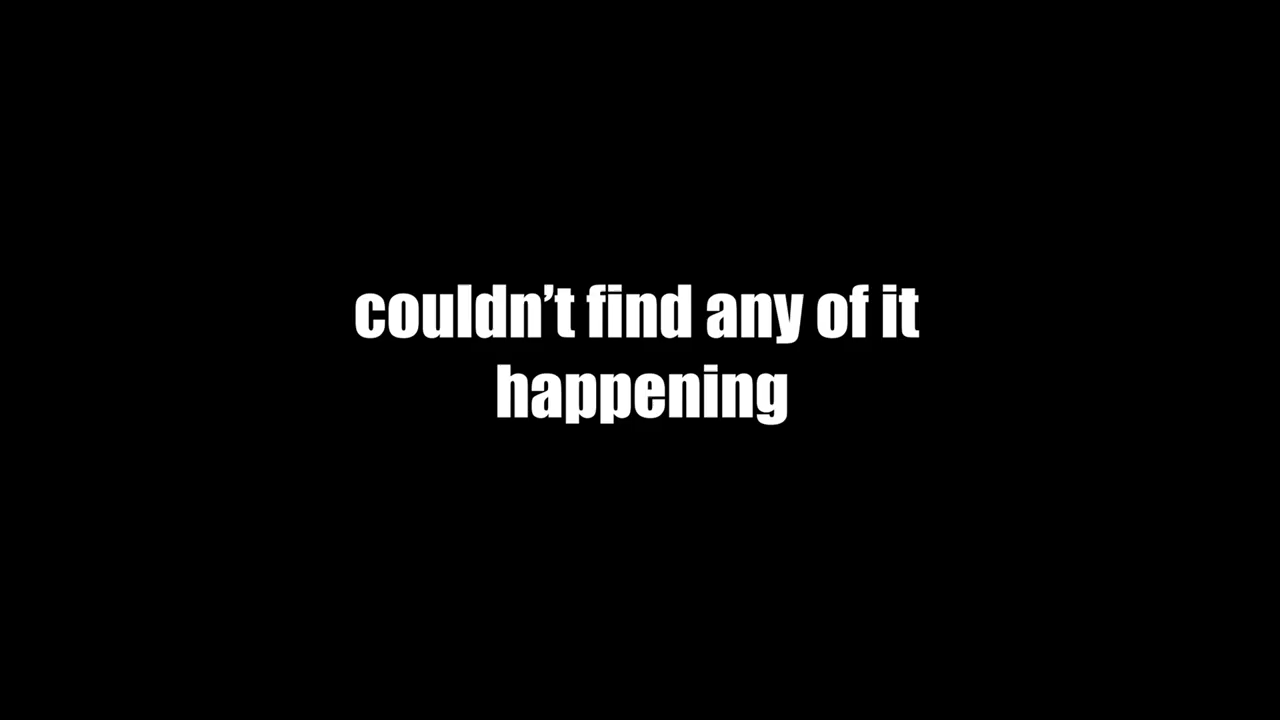 couldn’t find any of it
happening